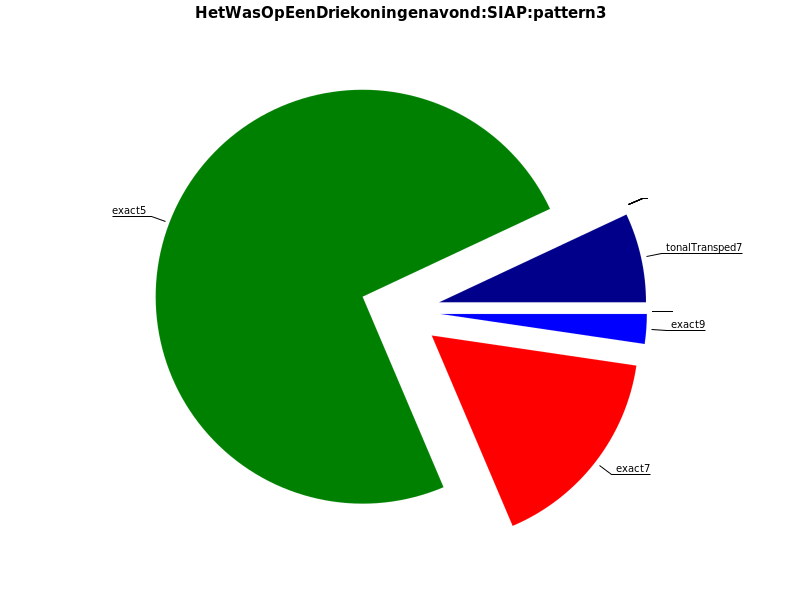 HetWasOpEenDriekoningenavond:SIAP:pattern3
exact5
tonalTransped7
exact9
exact7